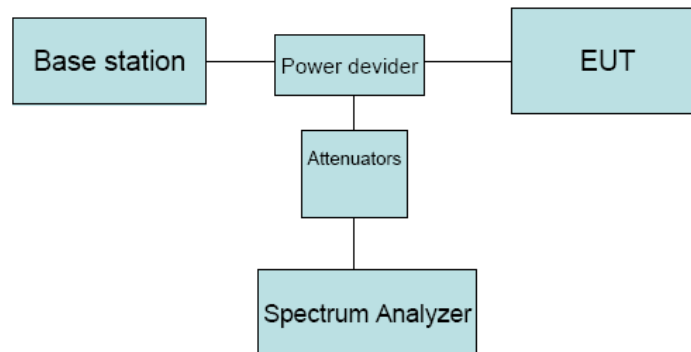 Base station
Power devider
EUT
Attenuators
Spectrum Analyzer